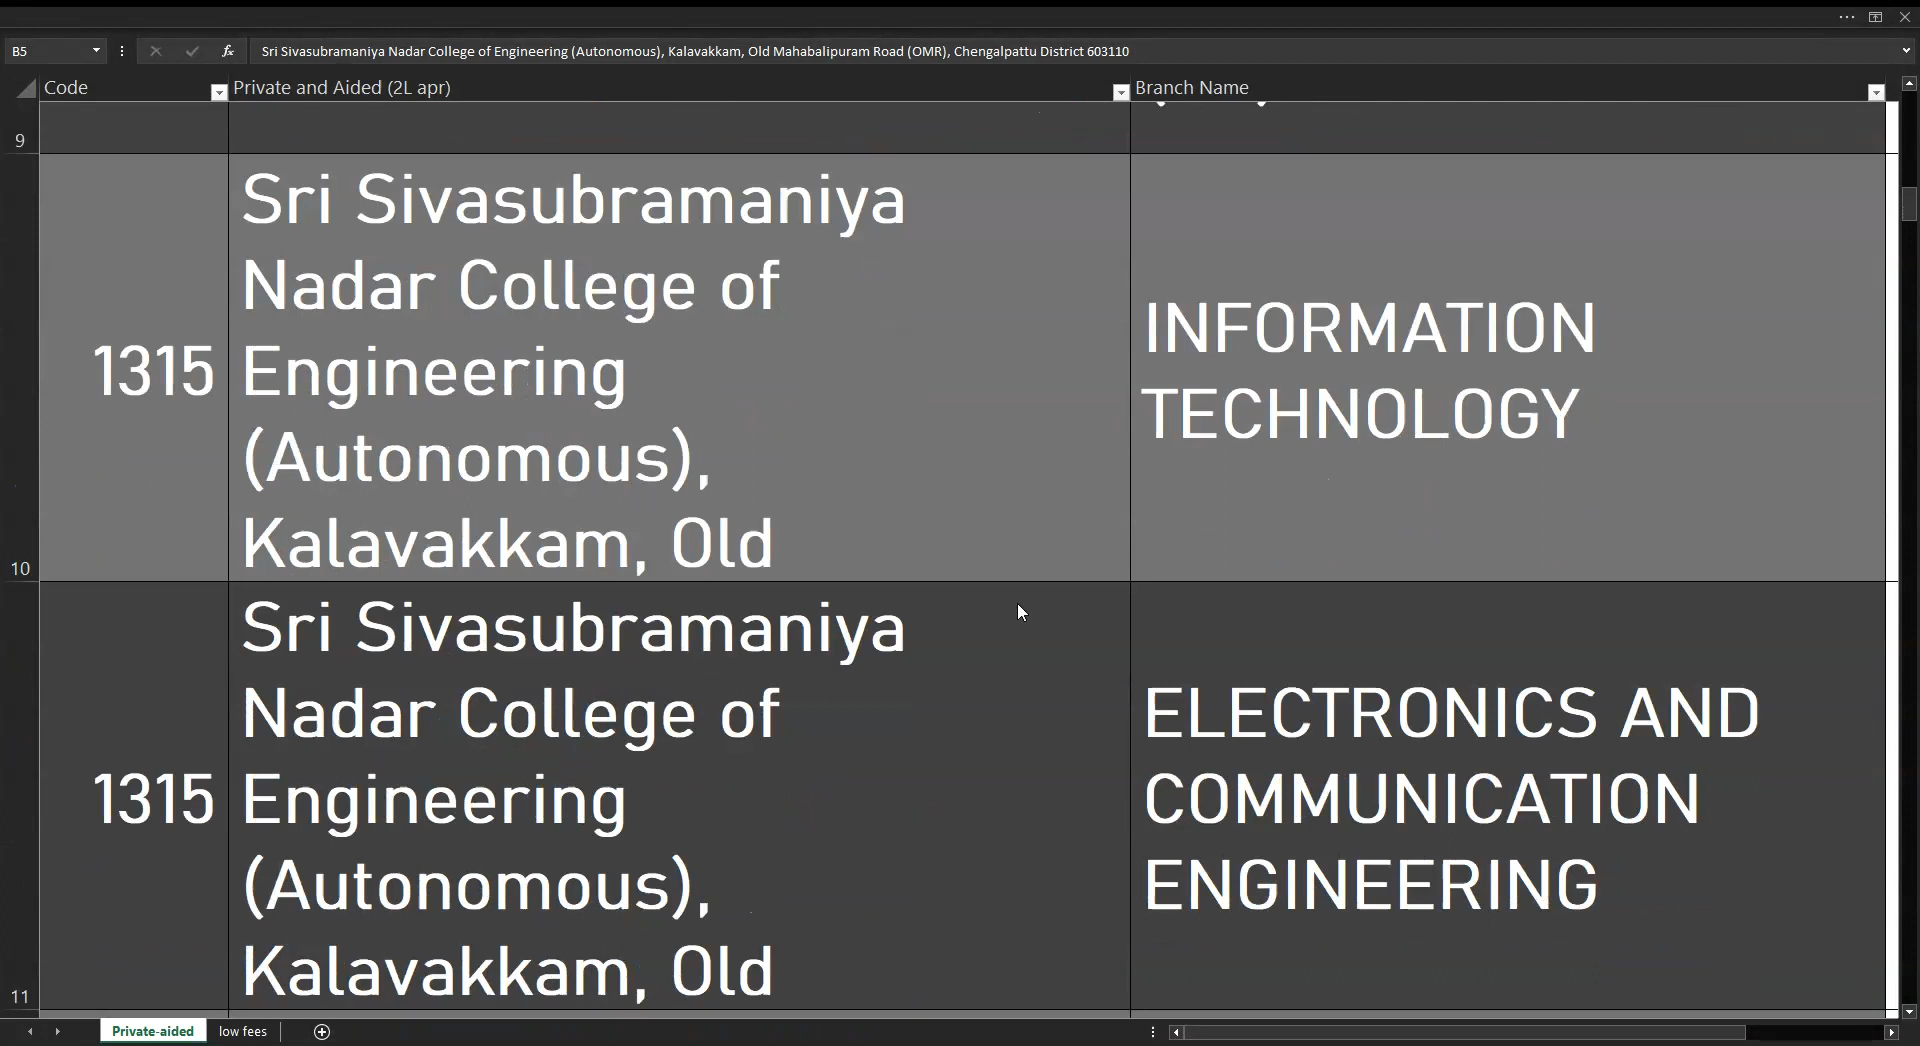 B5
fx
Sri Sivasubramaniya Nadar College of Engineering (Autonomous), Kalavakkam, Old Mahabalipuram Road (OMR), Chengalpattu District 603110
Code
Private and Aided (2L apr)
Branch Name
9
10
1315
Sri Sivasubramaniya
Nadar College of
Engineering
(Autonomous),
Kalavakkam, Old
INFORMATION
TECHNOLOGY
11
1315
Sri Sivasubramaniya
Nadar College of
Engineering
(Autonomous),
Kalavakkam, Old
ELECTRONICS AND
COMMUNICATION
ENGINEERING
Private-aided
low fees